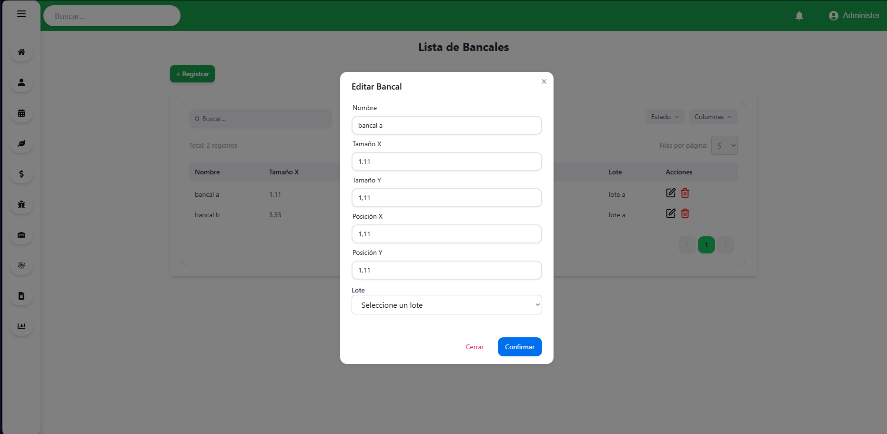 Buscar...
Administer
Lista de Bancales
+ Registrar
Buscar...
Estado
Columnas
Total: 2 registros
Filas por página:
5
Nombre
Tamaño X
Lote
Acciones
bancal a
1,11
lote a
bancal b
3,33
lote a
1
Editar Bancal
Nombre
bancal a
Tamaño X
1,11
Tamaño Y
1,11
Posición X
1,11
Posición Y
1,11
Lote
Seleccione un lote
Cerrar
Confirmar